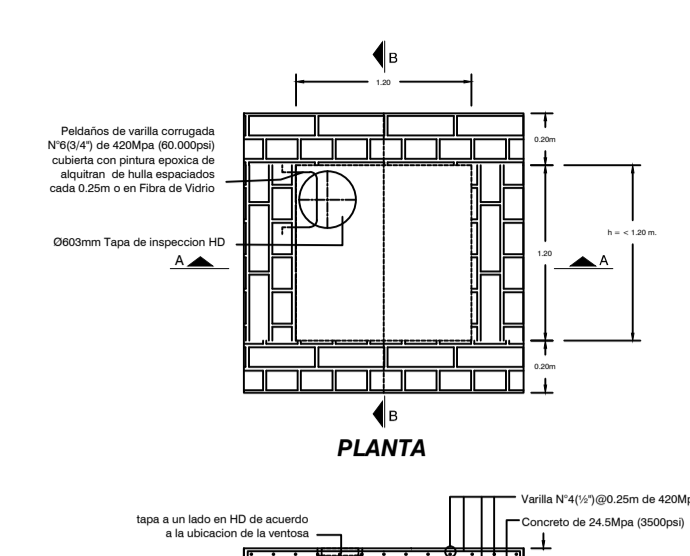 B
1.20
Peldaños de varilla corrugada
N°6(3/4") de 420Mpa (60.000psi)
cubierta con pintura epoxica de
alquitran de hulla espaciados
cada 0.25m o en Fibra de Vidrio
0.20m
h = < 1.20 m.
Ø603mm Tapa de inspeccion HD
A
1.20
A
0.20m
B
PLANTA
Varilla N°4(½")@0.25m de 420Mp
tapa a un lado en HD de acuerdo
a la ubicacion de la ventosa
Concreto de 24.5Mpa (3500psi)